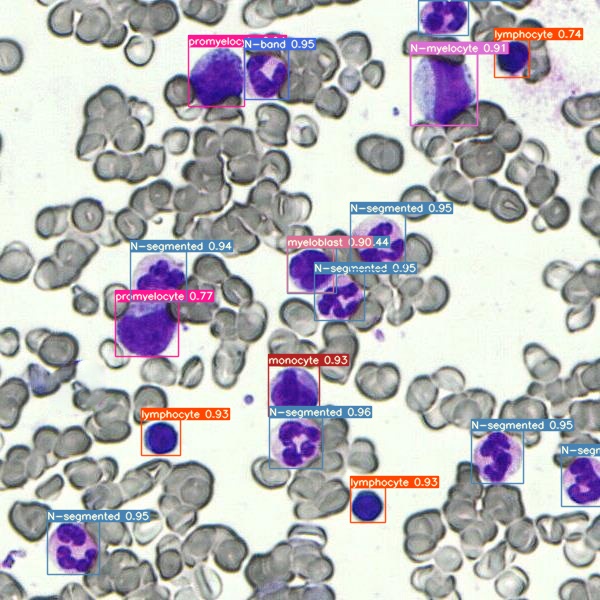 lymphocyte 0.74
promyelocy
N-band 0.95
N-myelocyte 0.91
N-segmented 0.95
myeloblast 0.90
.44
N-segmented 0.94
N-segmented 0.95
promyelocyte 0.77
monocyte 0.93
lymphocyte 0.93
N-segmented 0.96
N-segmented 0.95
N-segm
lymphocyte 0.93
N-segmented 0.95